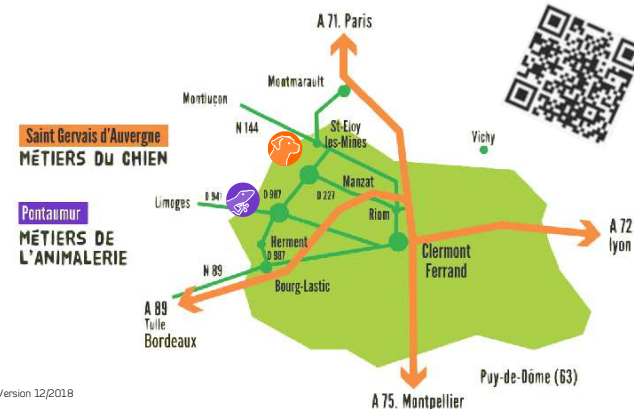 A 71. Paris
Montmarault
Montluçon
N 144
St-Eloy
les-Mines
Vichy
Saint Gervais d'Auvergne
MÉTIERS DU CHIEN
Manzat
D 941
D 987
D 227
Limoges
Riom
Pontaumur
MÉTIERS DE
L'ANIMALERIE
A 72
lyon
Herment
D 987
Clermont
Ferrand
N 89
Bourg-Lastic
A 89
Tulle
Bordeaux
Puy-de-Dôme (63)
Version 12/2018
A 75. Montpellier